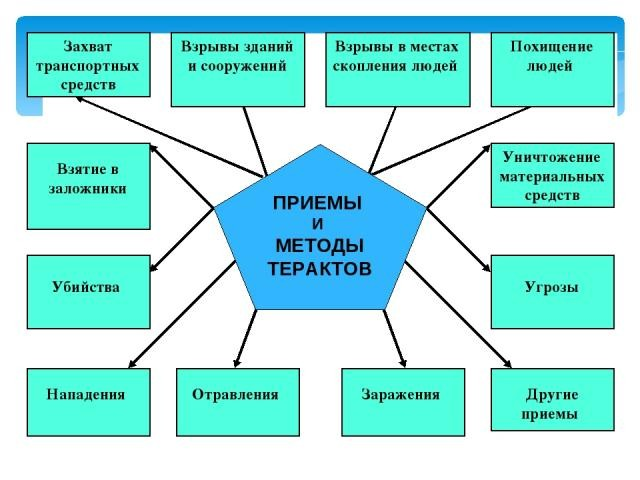 Захват
транспортных
средств
Взрывы зданий
и сооружений
Взрывы в местах
скопления людей
Похищение
людей
Взятие в
заложники
ПРИЕМЫ
И
МЕТОДЫ
ТЕРАКТОВ
Уничтожение
материальных
средств
Убийства
Угрозы
Нападения
Отравления
Заражения
Другие
приемы